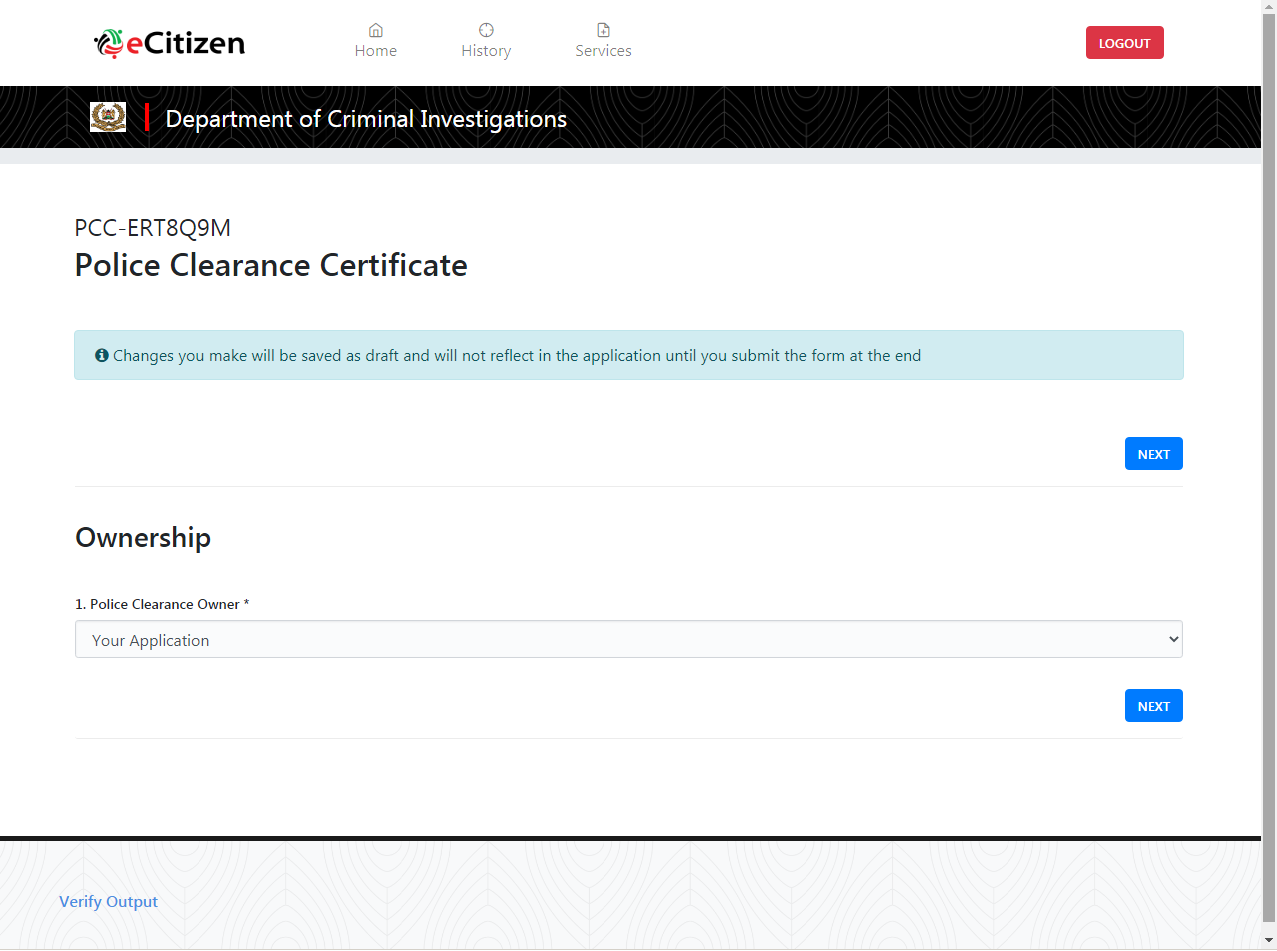 eCitizen
Home
History
Services
LOGOUT
Department of Criminal Investigations
PCC-ERT8Q9M
Police Clearance Certificate
Changes you make will be saved as draft and will not reflect in the application until you submit the form at the end
NEXT
Ownership
1. Police Clearance Owner *
Your Application
NEXT
Verify Output